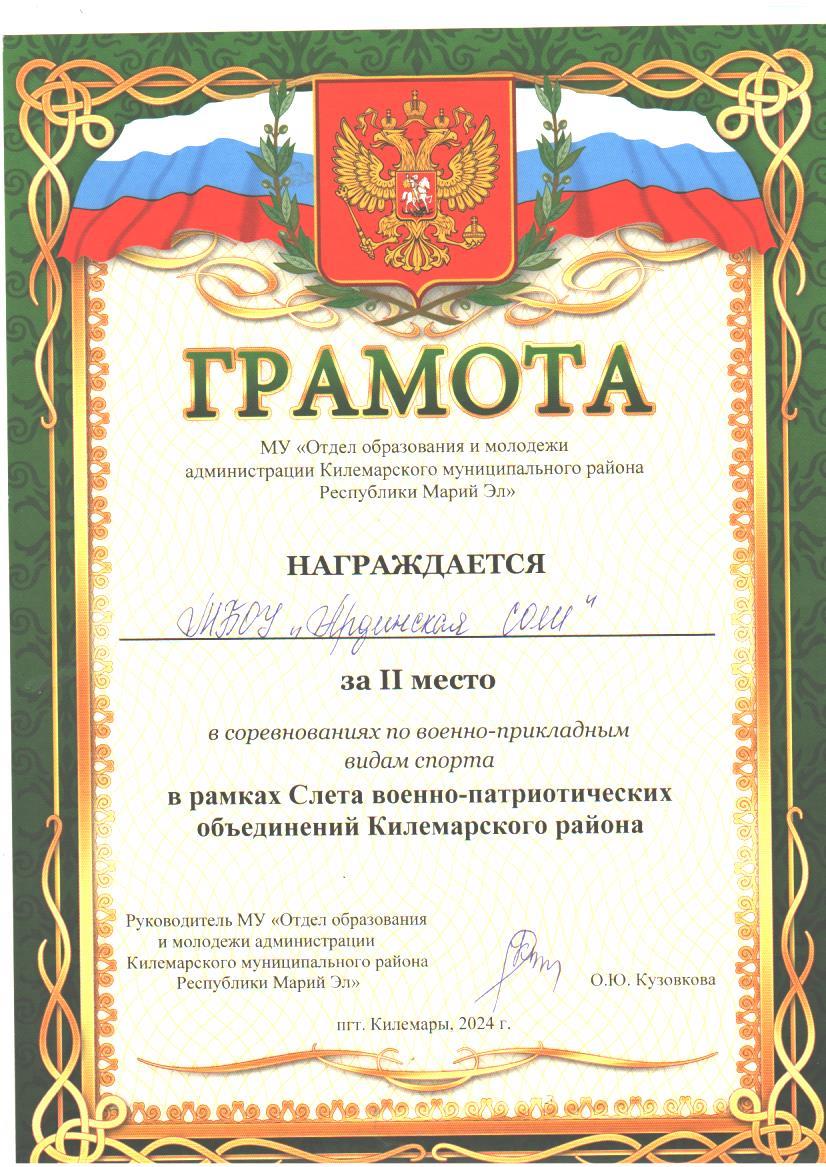 ГРАМОТА
МУ «Отдел образования и молодежи
администрации Килемарского муниципального района
Республики Марий Эл»
НАГРАЖДАЕТСЯ
МБОУ „Ардинская СОШ"
за II место
в соревнованиях по военно-прикладным
видам спорта
в рамках Слета военно-патриотических
объединений Килемарского района
Руководитель МУ «Отдел образования
и молодежи администрации
Килемарского муниципального района
Республики Марий Эл»
О.Ю. Кузовкова
пгт. Килемары, 2024 г.